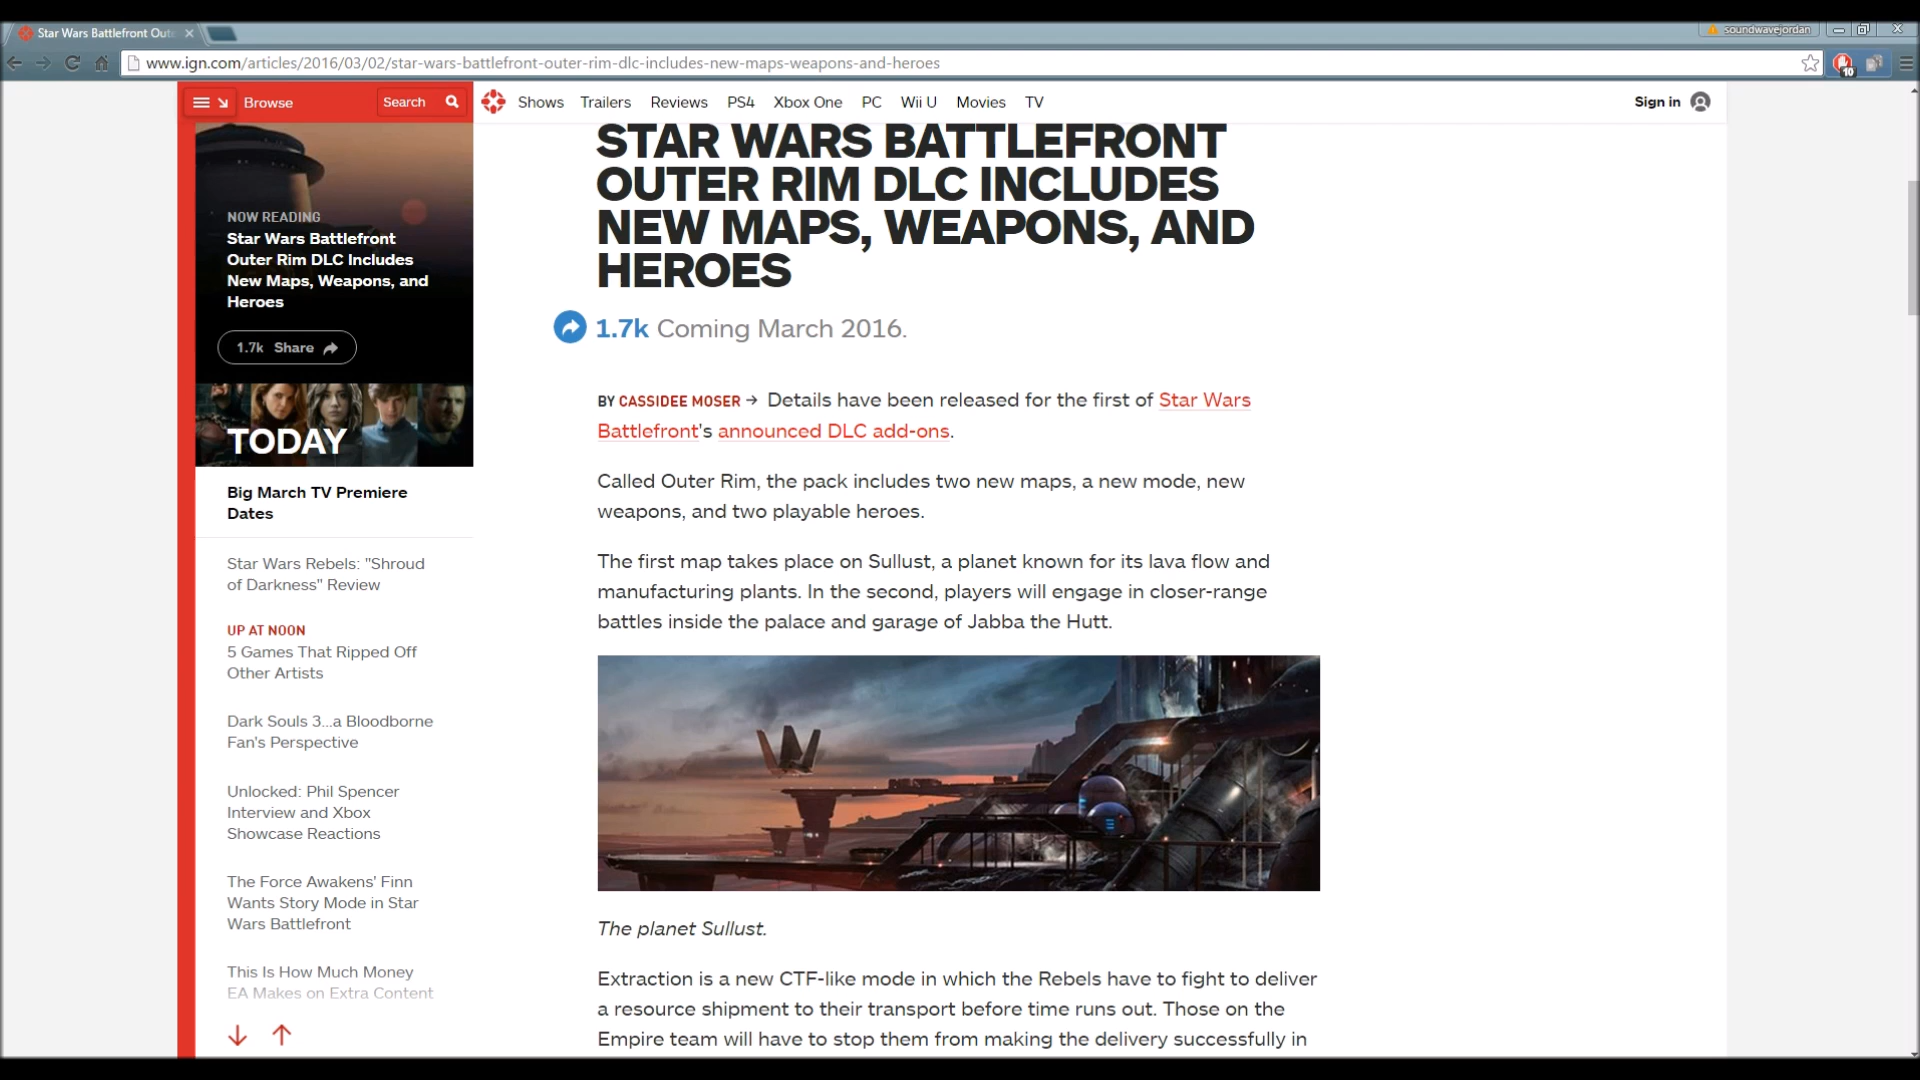 Star Wars Battlefront Oute
soundwavejordan
www.ign.com/articles/2016/03/02/star-wars-battlefront-outer-rim-dlc-includes-new-maps-weapons-and-heroes
10
Browse
Search
Shows Trailers Reviews PS4 Xbox One PC Wii U Movies TV
Sign in
NOW READING
Star Wars Battlefront
Outer Rim DLC Includes
New Maps, Weapons, and
Heroes
1.7k Share
TODAY
Big March TV Premiere
Dates
Star Wars Rebels: "Shroud
of Darkness" Review
UP AT NOON
5 Games That Ripped Off
Other Artists
Dark Souls 3...a Bloodborne
Fan's Perspective
Unlocked: Phil Spencer
Interview and Xbox
Showcase Reactions
The Force Awakens' Finn
Wants Story Mode in Star
Wars Battlefront
This Is How Much Money
EA Makes on Extra Content
STAR WARS BATTLEFRONT
OUTER RIM DLC INCLUDES
NEW MAPS, WEAPONS, AND
HEROES
1.7k Coming March 2016.
BY CASSIDEE MOSER → Details have been released for the first of Star Wars
Battlefront's announced DLC add-ons.
Called Outer Rim, the pack includes two new maps, a new mode, new
weapons, and two playable heroes.
The first map takes place on Sullust, a planet known for its lava flow and
manufacturing plants. In the second, players will engage in closer-range
battles inside the palace and garage of Jabba the Hutt.
The planet Sullust.
Extraction is a new CTF-like mode in which the Rebels have to fight to deliver
a resource shipment to their transport before time runs out. Those on the
Empire team will have to stop them from making the delivery successfully in